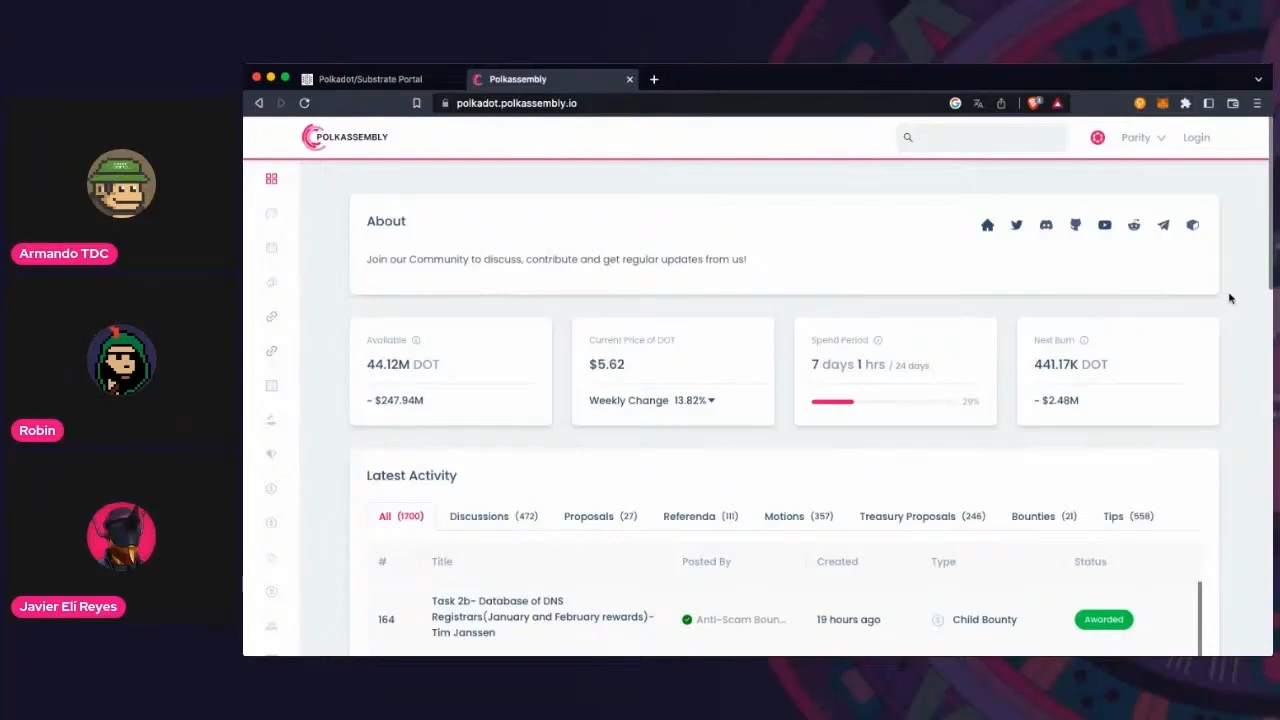 Polkadot/Substrate Portal
Polkassembly
polkadot.polkassembly.io
POLKASSEMBLY
Parity
Login
About
Join our Community to discuss, contribute and get regular updates from us!
Available
44.12M DOT
~ $247.94M
Current Price of DOT
$5.62
Weekly Change 13.82%
Spend Period
7 days 1 hrs / 24 days
29%
Next Burn
441.17K DOT
~ $2.48M
Latest Activity
All (1700) Discussions (472) Proposals (27) Referenda (111) Motions (357) Treasury Proposals (246) Bounties (21) Tips (558)
# Title Posted By Created Type Status
164
Task 2b- Database of DNS
Registrars(January and February rewards)-
Tim Janssen
Anti-Scam Boun...
19 hours ago
Child Bounty
Awarded
Armando TDC
Robin
Javier Eli Reyes